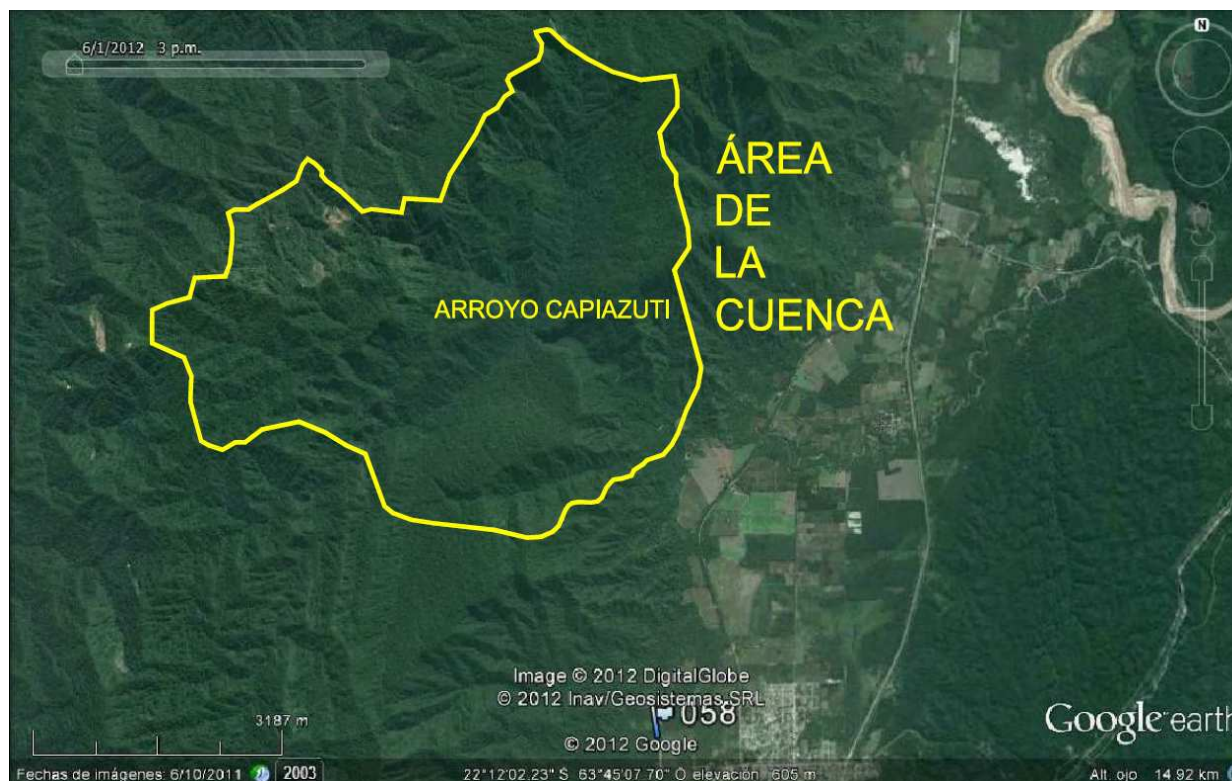 6/1/2012 3 p.m.
N
ÁREA
DE
LA
CUENCA
ARROYO CAPIAZUTI
Image © 2012 DigitalGlobe
© 2012 Inav/Geosistemas SRL
058
© 2012 Google
3187 m
Google earth
Fechas de imágenes: 6/10/2011 2003
22°12'02.23" S 63°45'07.70" O elevación 605 m
Alt. ojo 14.92 km